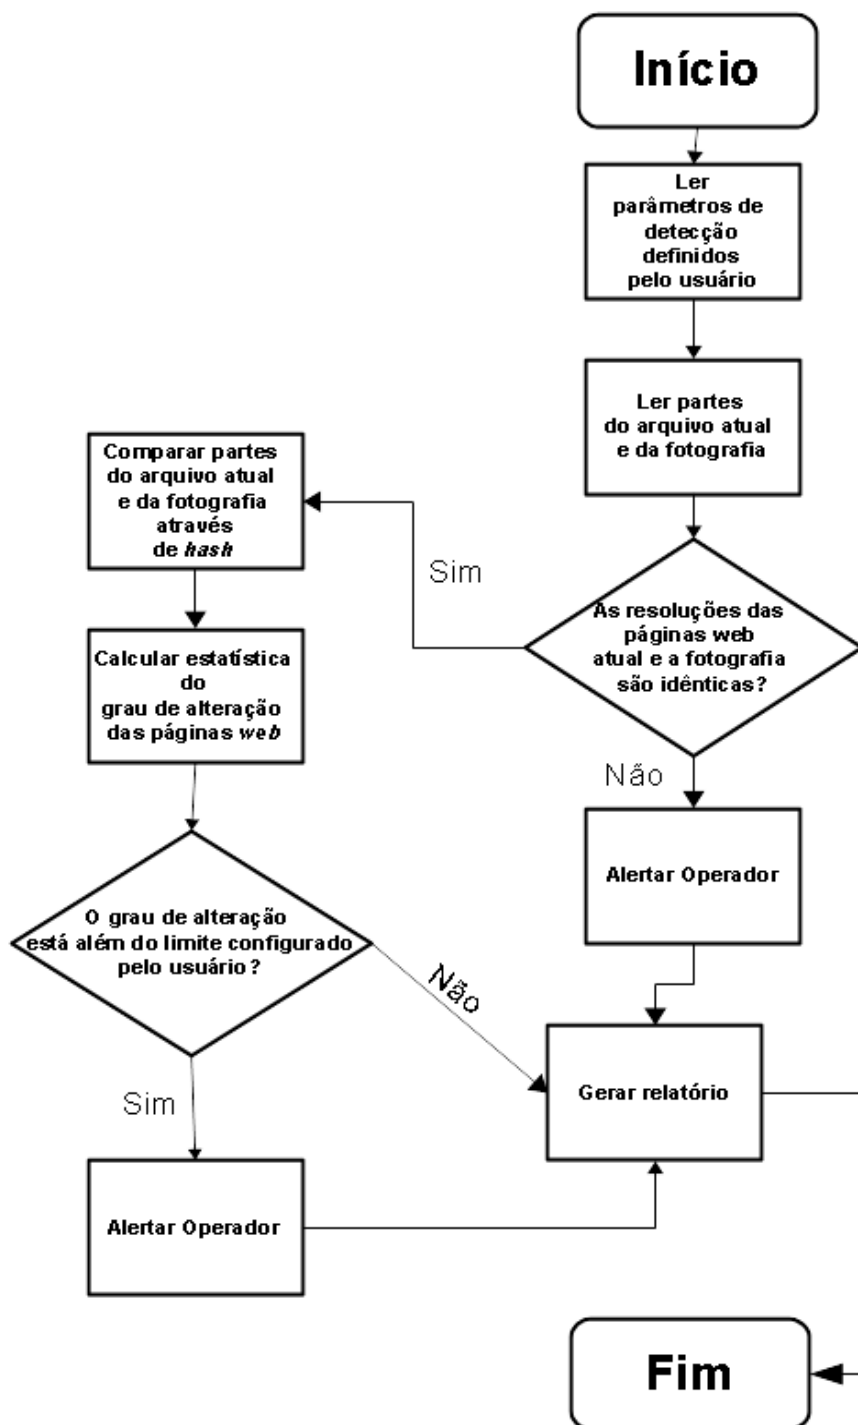 Início
Ler
parâmetros de
detecção
definidos
pelo usuário
Ler partes
do arquivo atual
e da fotografia
As resoluções das
páginas web
atual e a fotografia
são idênticas?
Sim
Não
Comparar partes
do arquivo atual
e da fotografia
através
de hash
Calcular estatística
do
grau de alteração
das páginas web
O grau de alteração
está além do limite configurado
pelo usuário?
Não
Sim
Alertar Operador
Alertar Operador
Gerar relatório
Fim